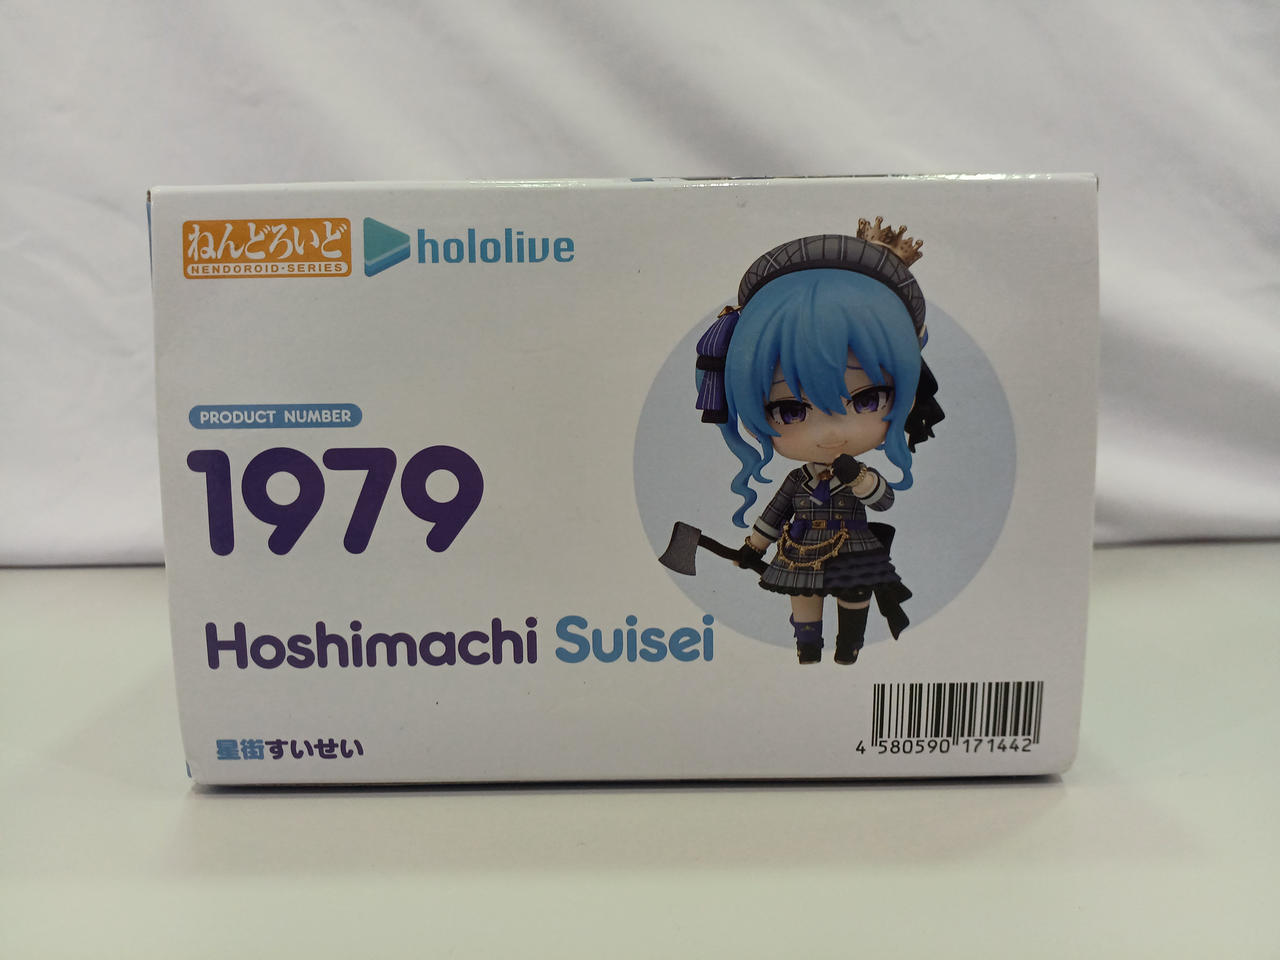 ねんどろいど
NENDOROID·SERIES
hololive
PRODUCT NUMBER
1979
Hoshimachi Suisei
星街すいせい
4 580590 171442